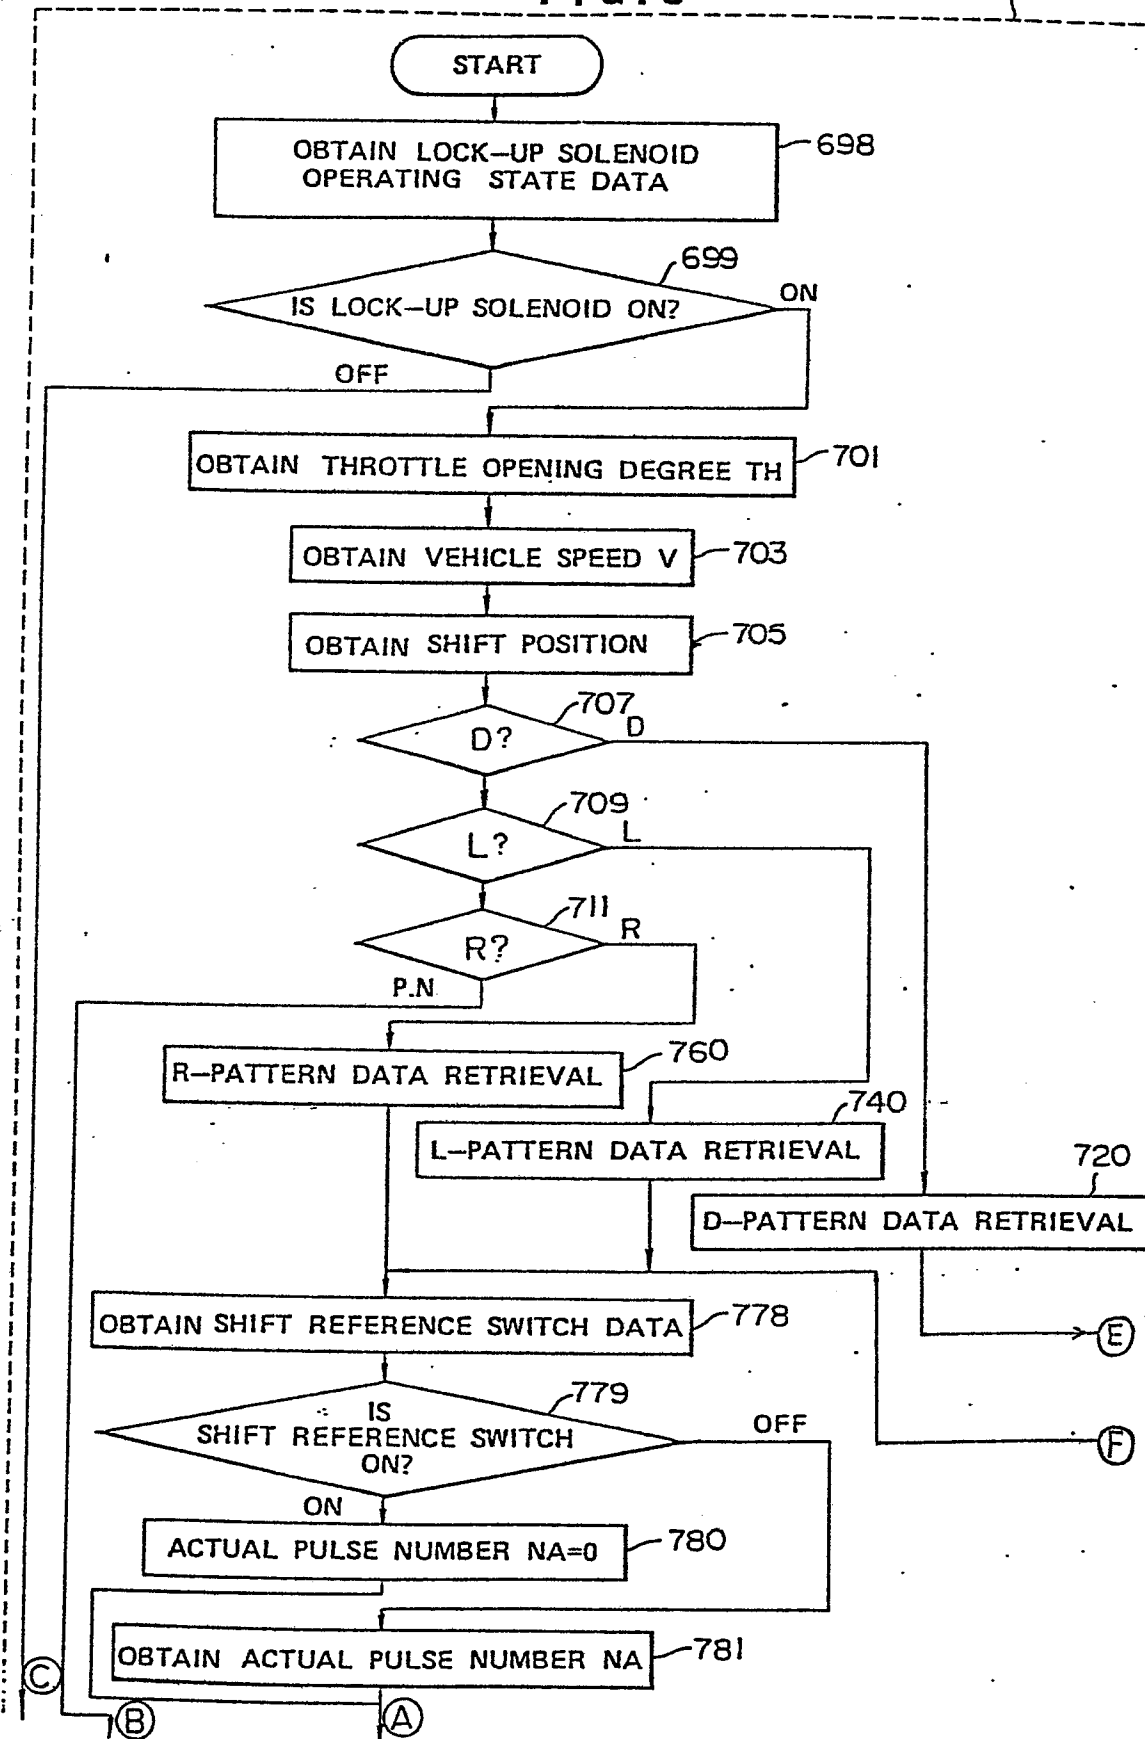 START
OBTAIN LOCK-UP SOLENOID
OPERATING STATE DATA
698
699
IS LOCK-UP SOLENOID ON?
ON
OFF
OBTAIN THROTTLE OPENING DEGREE TH
701
OBTAIN VEHICLE SPEED V
703
OBTAIN SHIFT POSITION
705
707
D?
D
709
L?
L
711
R?
R
P.N
R-PATTERN DATA RETRIEVAL
760
740
L-PATTERN DATA RETRIEVAL
720
D-PATTERN DATA RETRIEVAL
OBTAIN SHIFT REFERENCE SWITCH DATA
778
E
779
IS
SHIFT REFERENCE SWITCH
ON?
OFF
F
ON
ACTUAL PULSE NUMBER NA=0
780
OBTAIN ACTUAL PULSE NUMBER NA
781
C
B
A